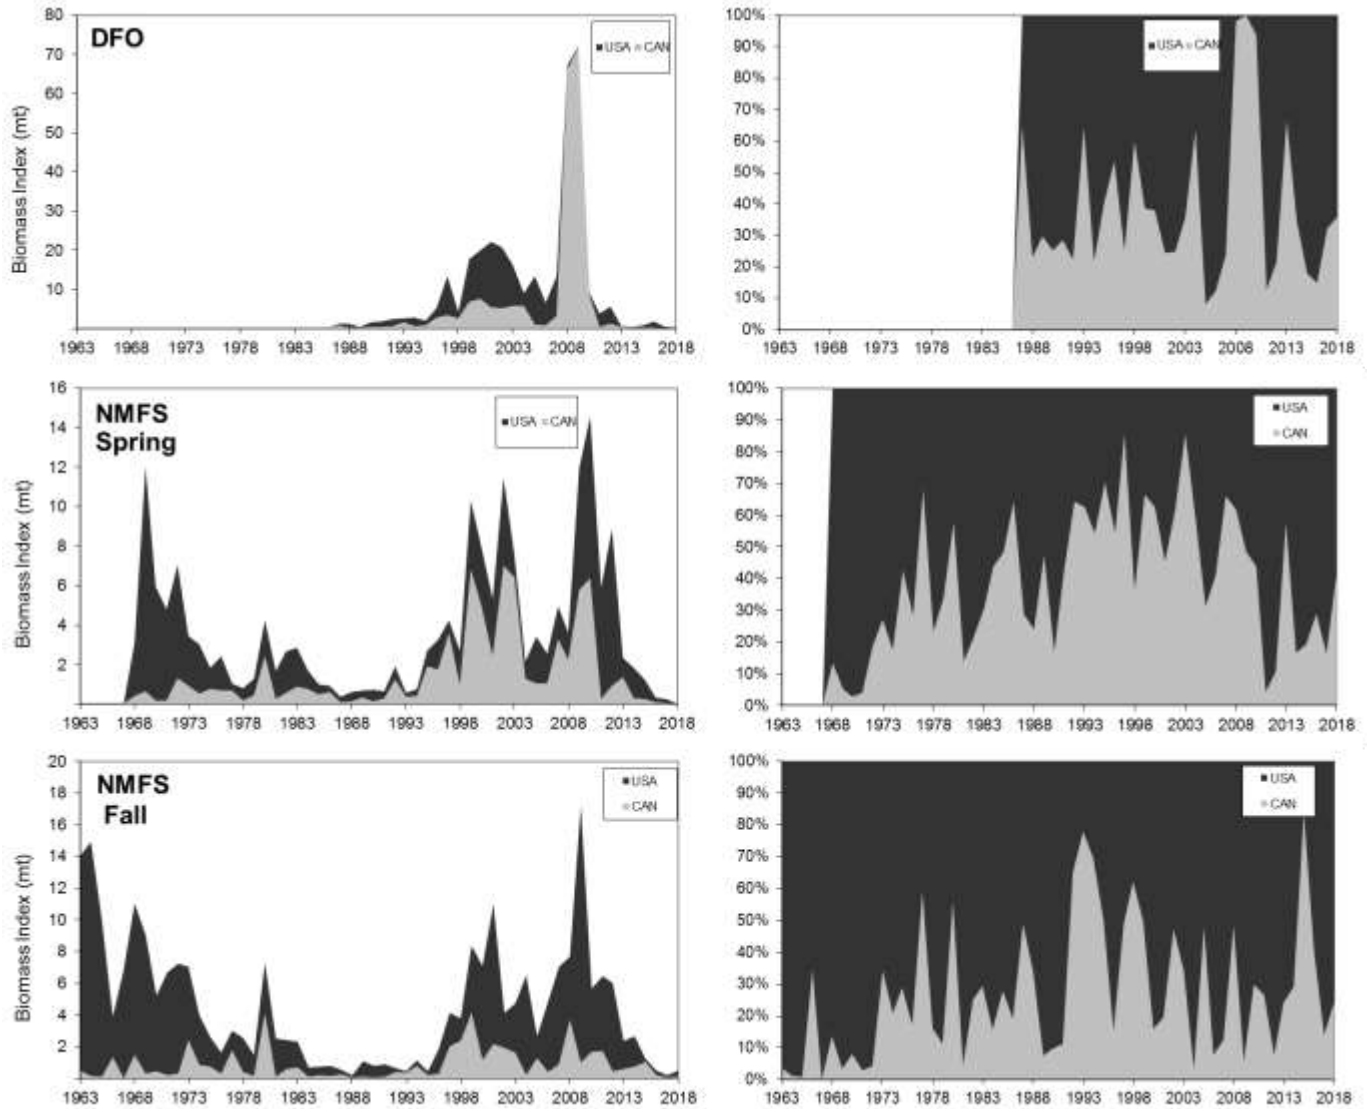 DFO
USA CAN
80
70
60
50
40
30
20
10
Biomass Index (mt)
1963 1968 1973 1978 1983 1988 1993 1998 2003 2008 2013 2018
USA CAN
100%
90%
80%
70%
60%
50%
40%
30%
20%
10%
0%
1963 1968 1973 1978 1983 1988 1993 1998 2003 2008 2013 2018
NMFS
Spring
USA CAN
16
14
12
10
8
6
4
2
Biomass Index (mt)
1963 1968 1973 1978 1983 1988 1993 1998 2003 2008 2013 2018
USA
CAN
100%
90%
80%
70%
60%
50%
40%
30%
20%
10%
0%
1963 1968 1973 1978 1983 1988 1993 1998 2003 2008 2013 2018
NMFS
Fall
USA
CAN
20
18
16
14
12
10
8
6
4
2
Biomass Index (mt)
1963 1968 1973 1978 1983 1988 1993 1998 2003 2008 2013 2018
USA
CAN
100%
90%
80%
70%
60%
50%
40%
30%
20%
10%
0%
1963 1968 1973 1978 1983 1988 1993 1998 2003 2008 2013 2018